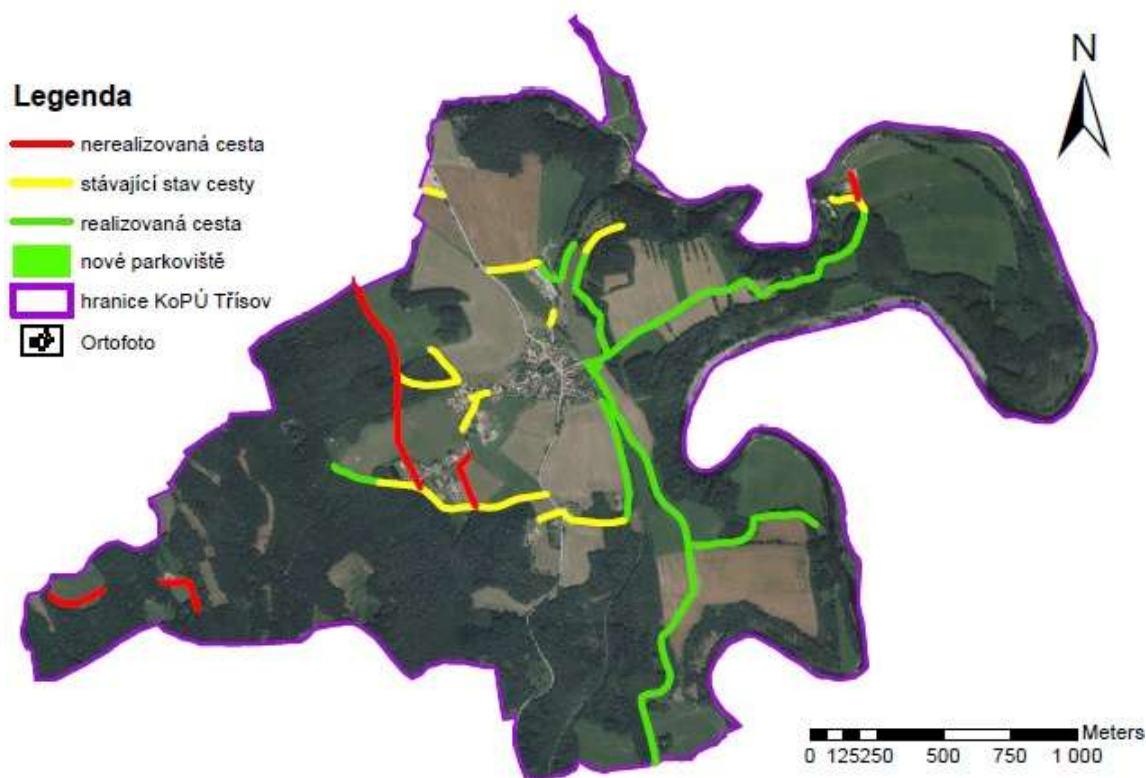 Legenda
nerealizovaná cesta
stávající stav cesty
realizovaná cesta
nové parkoviště
hranice KoPÚ Třísov
Ortofoto
N
Meters
0 125250 500 750 1 000